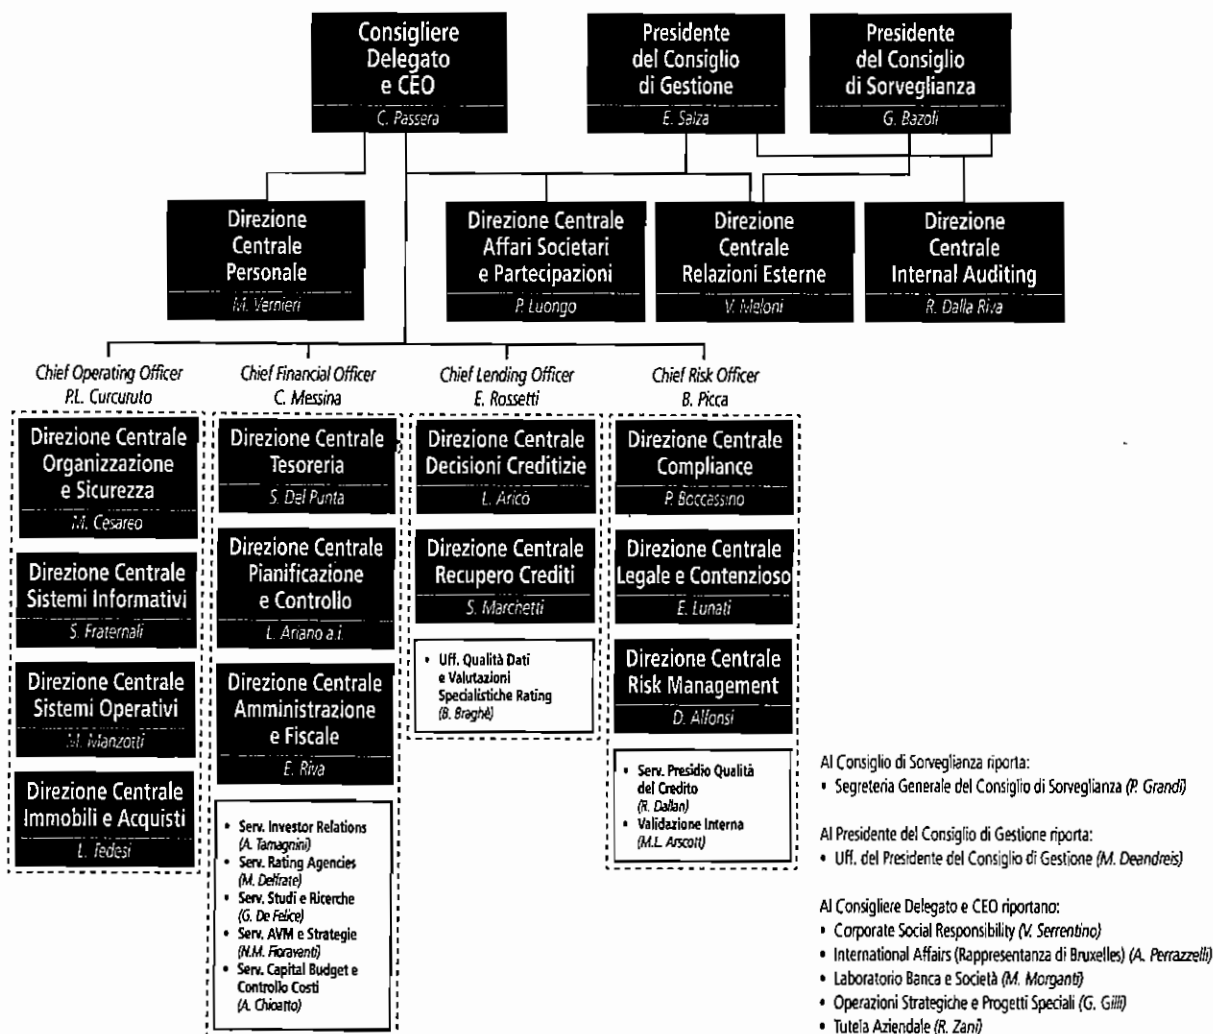 Consigliere
Delegato
e CEO
C. Passera
Presidente
del Consiglio
di Gestione
E. Salza
Presidente
del Consiglio
di Sorveglianza
G. Bazoli
Direzione
Centrale
Personale
M. Vernieri
Direzione Centrale
Affari Societari
e Partecipazioni
P. Luongo
Direzione
Centrale
Relazioni Esterne
V. Meloni
Direzione
Centrale
Internal Auditing
R. Dalla Riva
Chief Operating Officer
P.L. Curcuruto
Direzione Centrale
Organizzazione
e Sicurezza
M. Cesareo
Direzione Centrale
Sistemi Informativi
S. Fraternali
Direzione Centrale
Sistemi Operativi
M. Manzotti
Direzione Centrale
Immobili e Acquisti
L. Tedesi
Chief Financial Officer
C. Messina
Direzione Centrale
Tesoreria
S. Del Punta
Direzione Centrale
Pianificazione
e Controllo
L. Ariano a.i.
Direzione Centrale
Amministrazione
e Fiscale
E. Riva
• Serv. Investor Relations
(A. Tamagnini)
• Serv. Rating Agencies
(M. Delfrate)
• Serv. Studi e Ricerche
(G. De Felice)
• Serv. AVM e Strategie
(N.M. Fioravanti)
• Serv. Capital Budget e
Controllo Costi
(A. Chioatto)
Chief Lending Officer
E. Rossetti
Direzione Centrale
Decisioni Creditizie
L. Aricò
Direzione Centrale
Recupero Crediti
S. Marchetti
• Uff. Qualità Dati
e Valutazioni
Specialistiche Rating
(B. Braghè)
Chief Risk Officer
B. Picca
Direzione Centrale
Compliance
P. Boccassino
Direzione Centrale
Legale e Contenzioso
E. Lunati
Direzione Centrale
Risk Management
D. Alfonsi
• Serv. Presidio Qualità
del Credito
(R. Dallan)
• Validazione Interna
(M.L. Arscott)
Al Consiglio di Sorveglianza riporta:
• Segreteria Generale del Consiglio di Sorveglianza (P. Grandi)
Al Presidente del Consiglio di Gestione riporta:
• Uff. del Presidente del Consiglio di Gestione (M. Deandreis)
Al Consigliere Delegato e CEO riportano:
• Corporate Social Responsibility (V. Serrentino)
• International Affairs (Rappresentanza di Bruxelles) (A. Perrazzelli)
• Laboratorio Banca e Società (M. Morganti)
• Operazioni Strategiche e Progetti Speciali (G. Gilli)
• Tutela Aziendale (R. Zani)